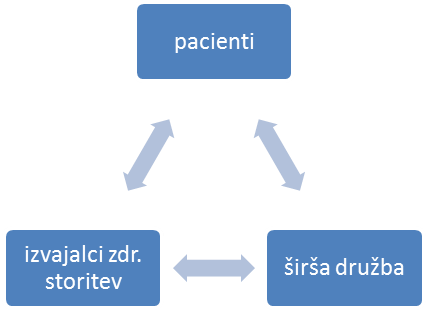 pacienti
izvajalci zdr.
storitev
širša družba